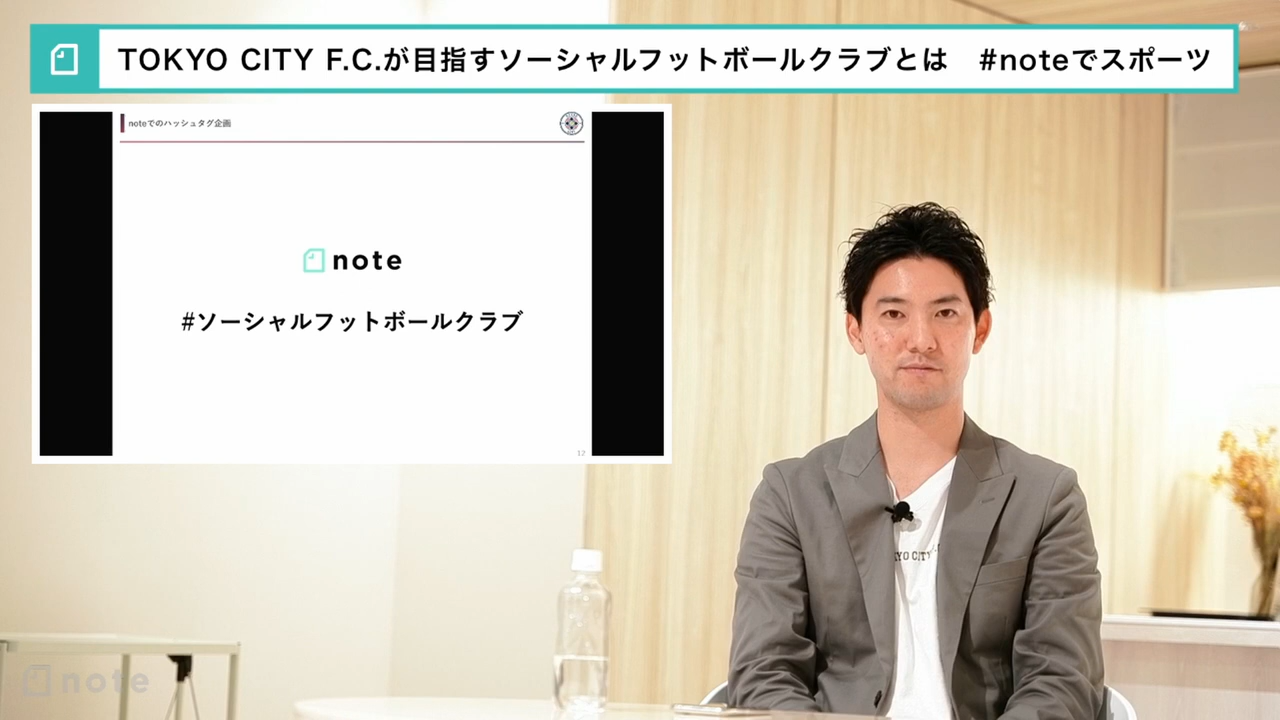 TOKYO CITY F.C.が目指すソーシャルフットボールクラブとは #noteでスポーツ
noteでのハッシュタグ企画
note
#ソーシャルフットボールクラブ
12
YO CITY
note